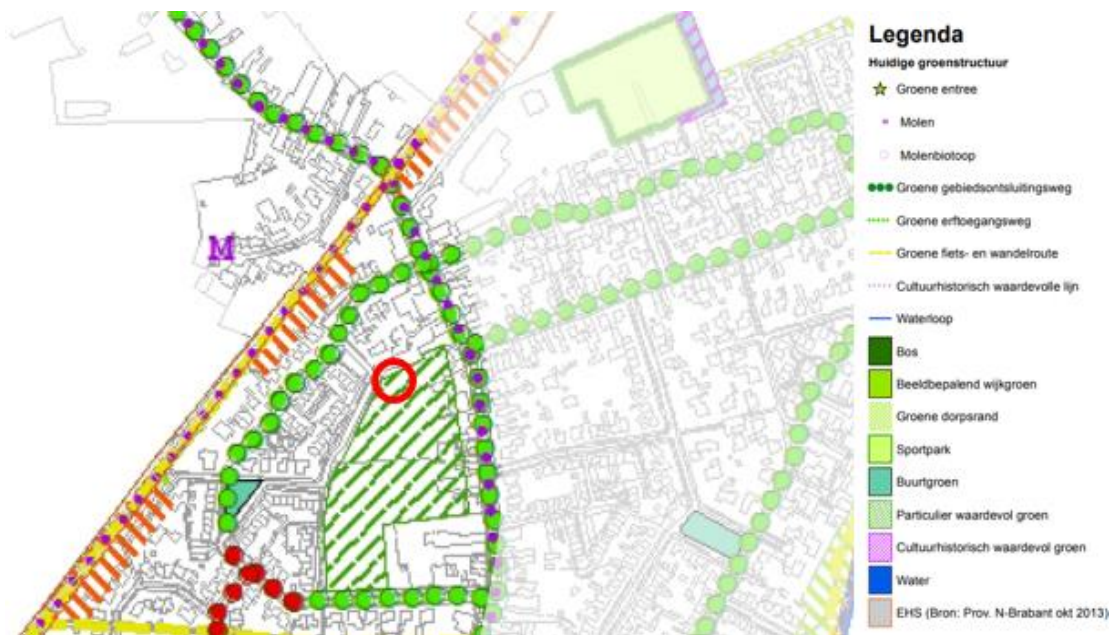 Legenda
Huidige groenstructuur
Groene entree
Molen
Molenbiotoop
Groene gebiedsontsluitingsweg
Groene erftoegangsweg
Groene fiets- en wandelroute
Cultuurhistorisch waardevolle lijn
Waterloop
Bos
Beeldbepalend wijkgroen
Groene dorpsrand
Sportpark
Buurtgroen
Particulier waardevol groen
Cultuurhistorisch waardevol groen
Water
EHS (Bron: Prov. N-Brabant okt 2013)
M